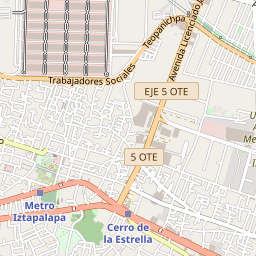 Teopanichpa
Avenida Licenciado
Trabajadores Sociales
EJE 5 OTE
5 OTE
Metro
Iztapalapa
Cerro de
la Estrella